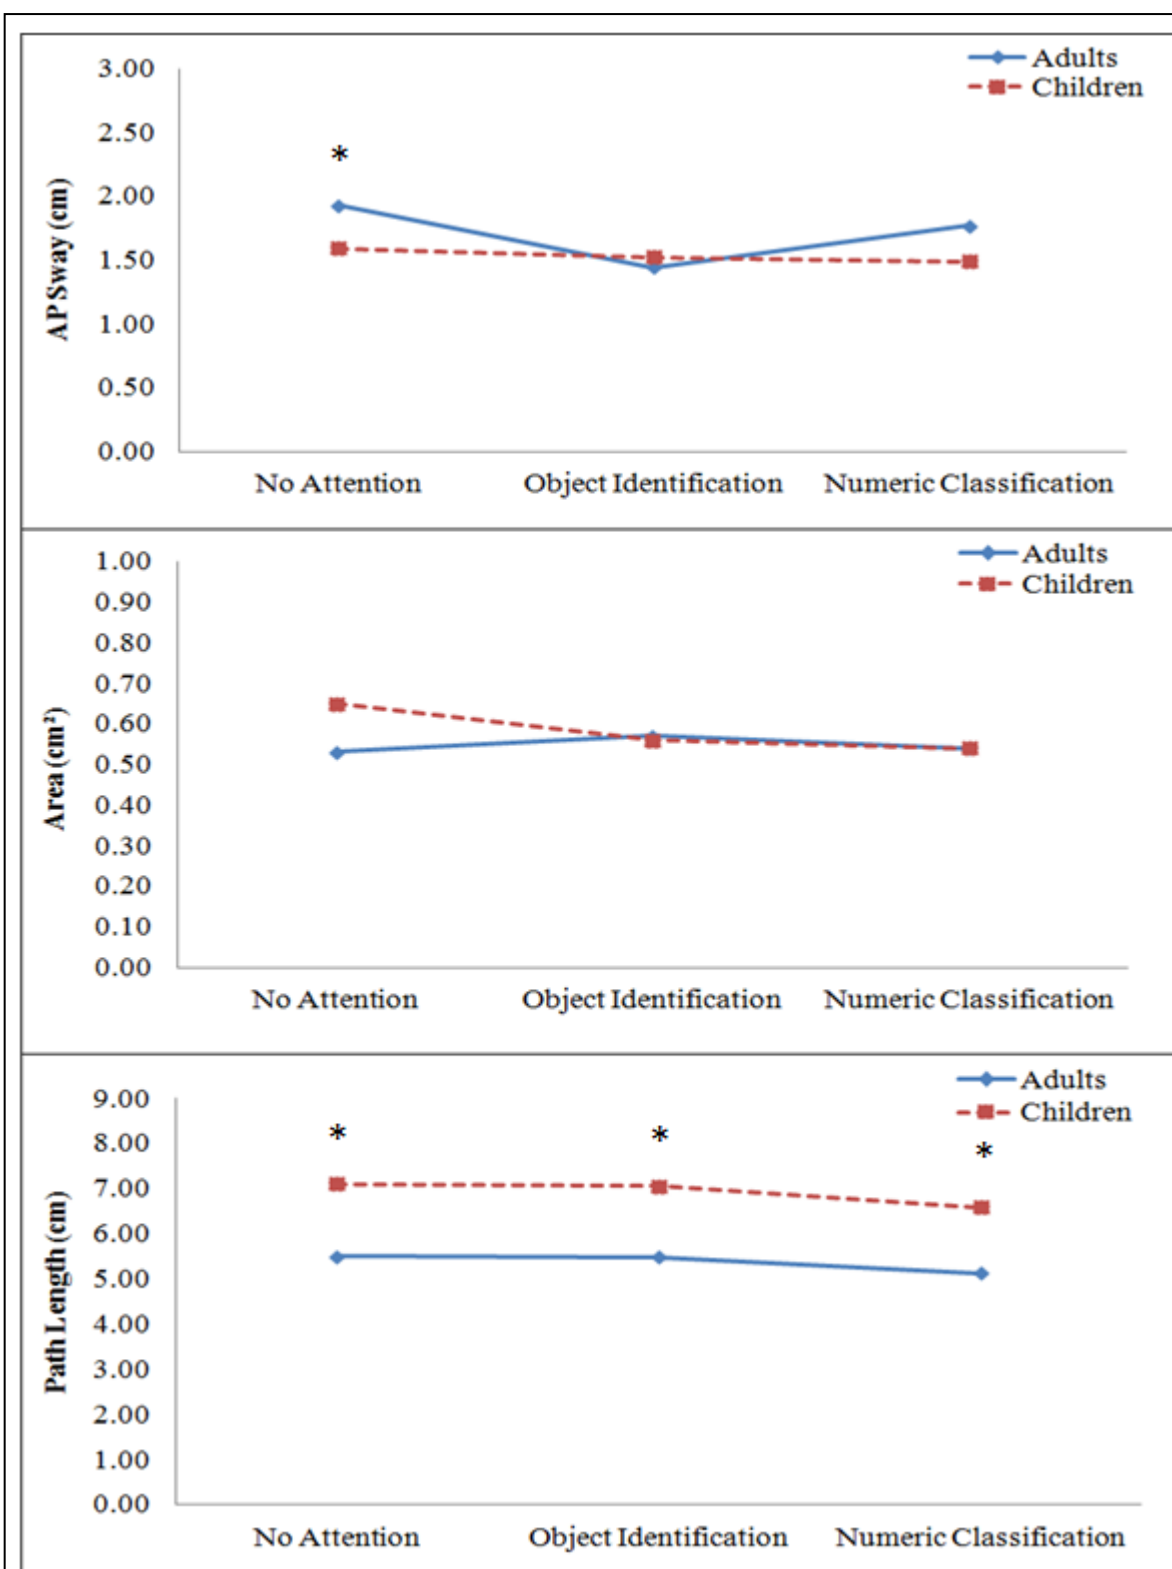 Adults
Children
3.00
2.50
*
2.00
1.50
1.00
0.50
0.00
AP Sway (cm)
No Attention Object Identification Numeric Classification
Adults
Children
1.00
0.90
0.80
0.70
0.60
0.50
0.40
0.30
0.20
0.10
0.00
Area (cm²)
No Attention Object Identification Numeric Classification
Adults
Children
9.00
* * *
8.00
7.00
6.00
5.00
4.00
3.00
2.00
1.00
0.00
Path Length (cm)
No Attention Object Identification Numeric Classification